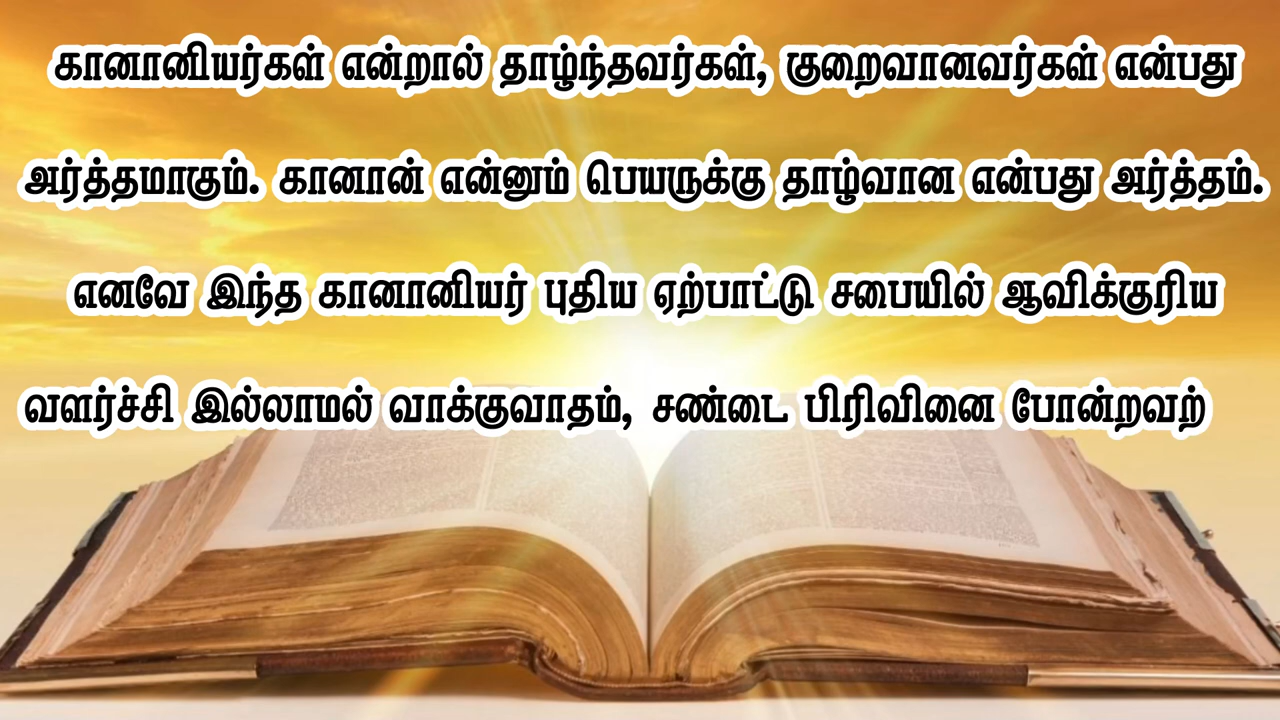 கானானியர்கள் என்றால் தாழ்ந்தவர்கள், குறைவானவர்கள் என்பது
அர்த்தமாகும். கானான் என்னும் பெயருக்கு தாழ்வான என்பது அர்த்தம்.
எனவே இந்த கானானியர் புதிய ஏற்பாட்டு சபையில் ஆவிக்குரிய
வளர்ச்சி இல்லாமல் வாக்குவாதம், சண்டை பிரிவினை போன்றவற்